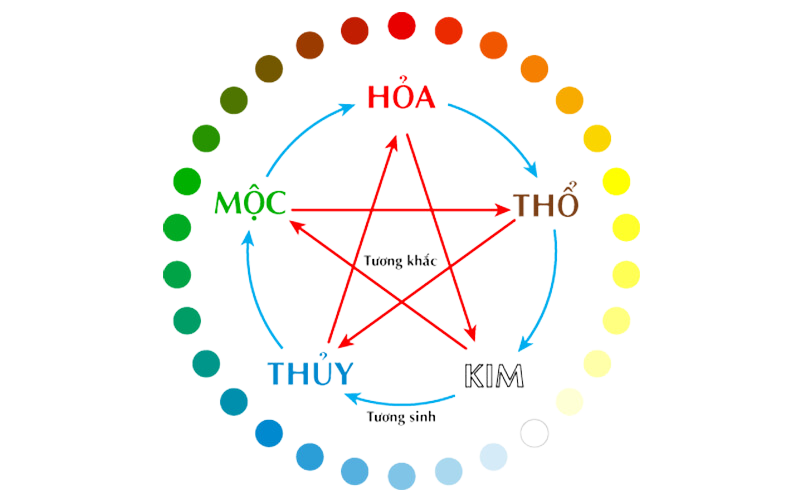 HỎA
MỘC
THỔ
Tương khắc
THỦY
KIM
Tương sinh